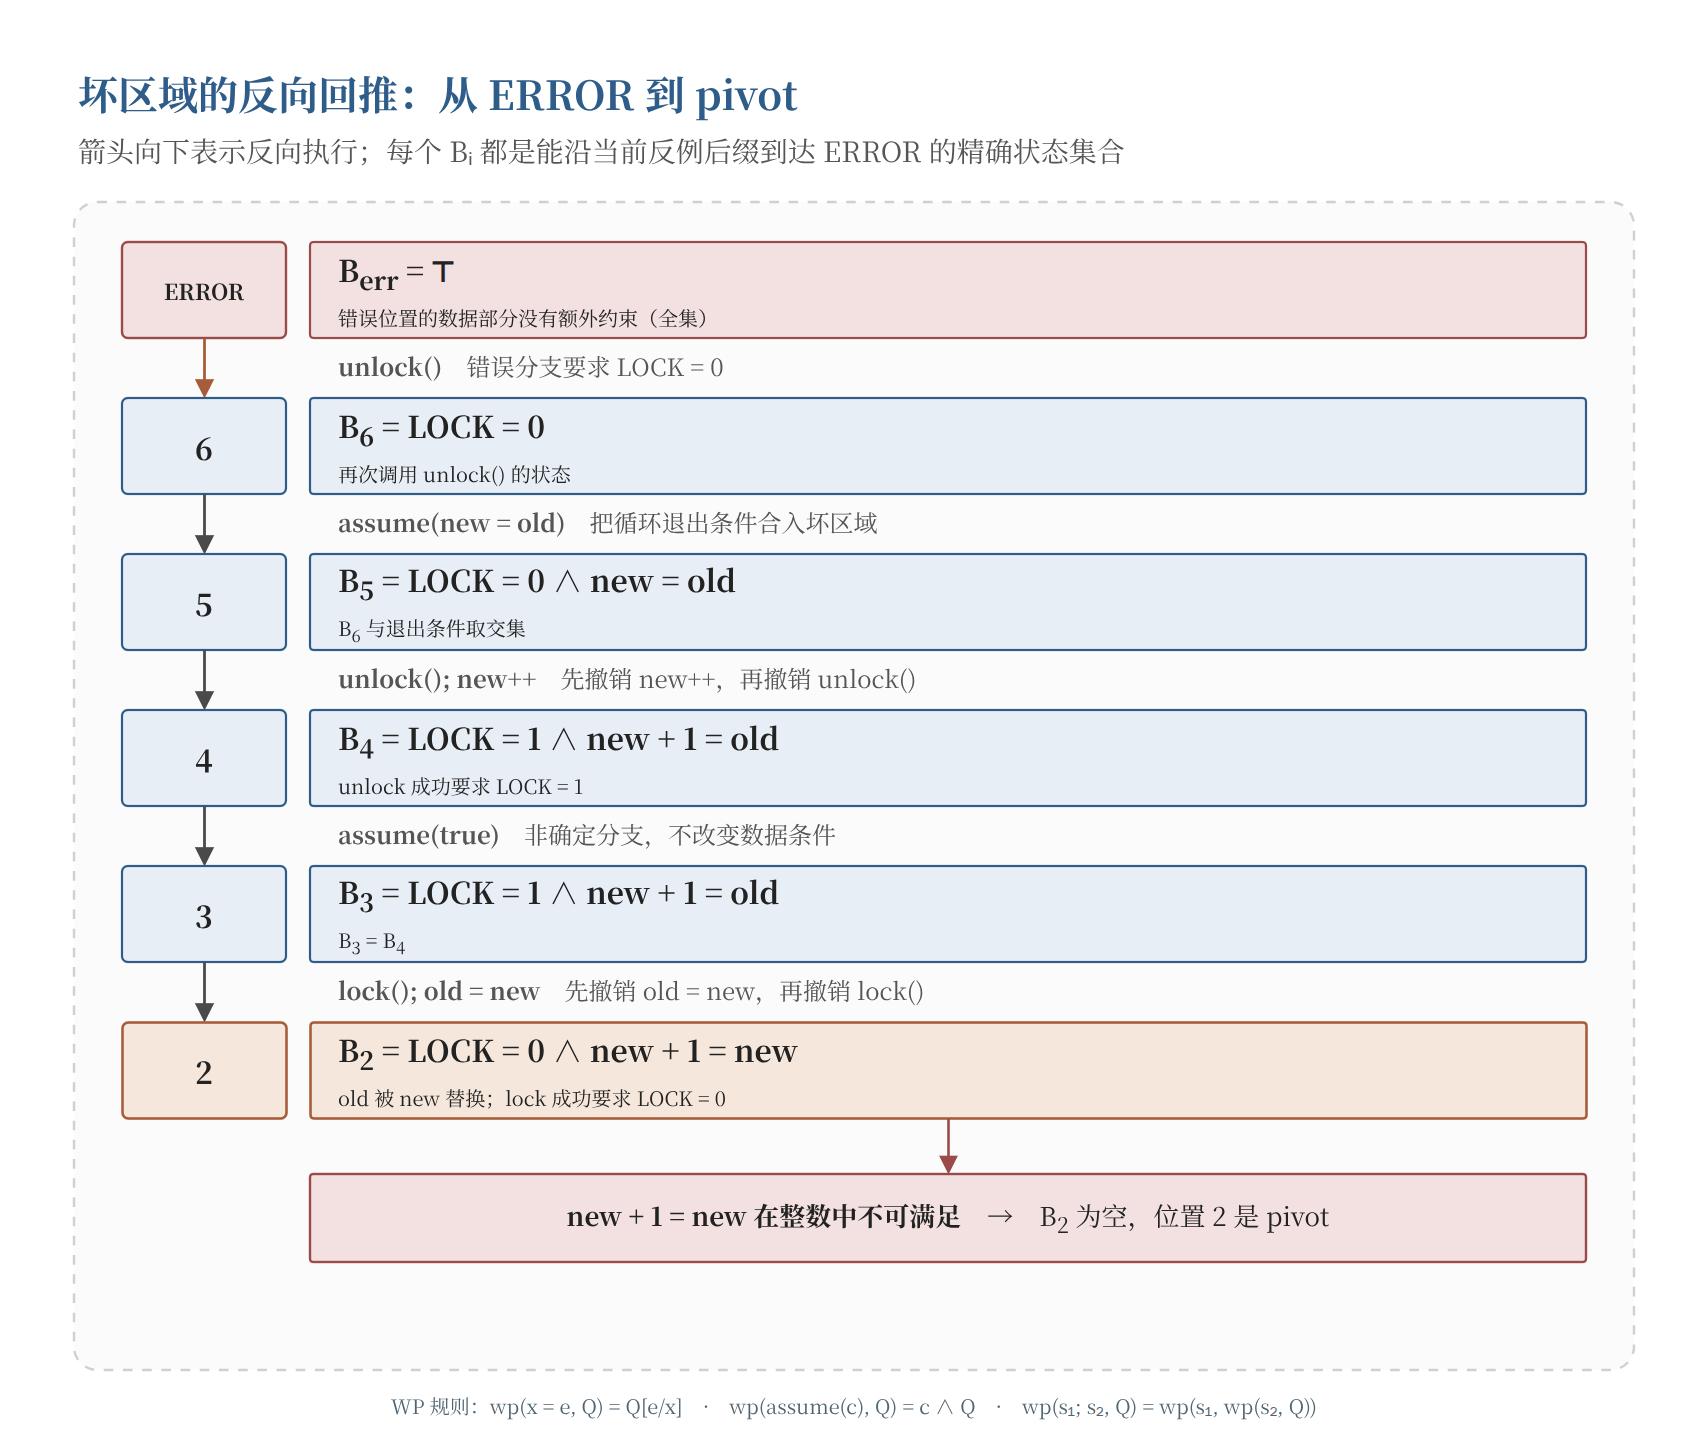 坏区域的反向回推：从 ERROR 到 pivot
箭头向下表示反向执行；每个 Bᵢ 都是能沿当前反例后缀到达 ERROR 的精确状态集合
ERROR
B_err = ⊤
错误位置的数据部分没有额外约束（全集）
unlock() 错误分支要求 LOCK = 0
6
B₆ = LOCK = 0
再次调用 unlock() 的状态
assume(new = old) 把循环退出条件合入坏区域
5
B₅ = LOCK = 0 ∧ new = old
B₆ 与退出条件取交集
unlock(); new++ 先撤销 new++，再撤销 unlock()
4
B₄ = LOCK = 1 ∧ new + 1 = old
unlock 成功要求 LOCK = 1
assume(true) 非确定分支，不改变数据条件
3
B₃ = LOCK = 1 ∧ new + 1 = old
B₃ = B₄
lock(); old = new 先撤销 old = new，再撤销 lock()
2
B₂ = LOCK = 0 ∧ new + 1 = new
old 被 new 替换；lock 成功要求 LOCK = 0
new + 1 = new 在整数中不可满足 → B₂ 为空，位置 2 是 pivot
WP 规则：wp(x = e, Q) = Q[e/x] · wp(assume(c), Q) = c ∧ Q · wp(s₁; s₂, Q) = wp(s₁, wp(s₂, Q))